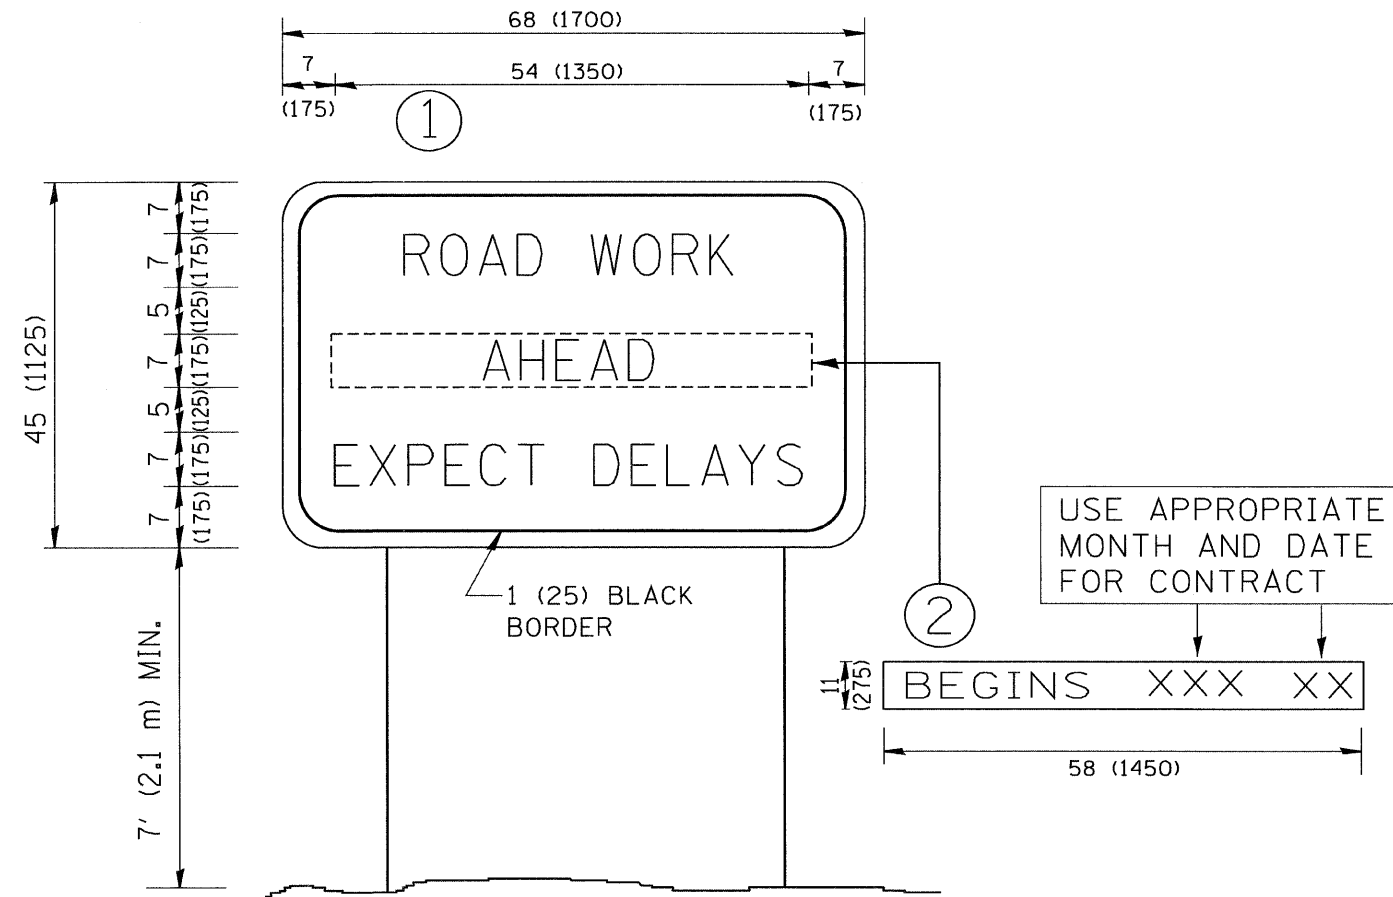 68 (1700)
7 54 (1350) 7
(175) (175)
1
ROAD WORK
AHEAD
EXPECT DELAYS
45 (1125)
7 (175)
7 (175)
5 (125)
7 (175)
5 (125)
7 (175)
7 (175)
7' (2.1 m) MIN.
1 (25) BLACK
BORDER
2
USE APPROPRIATE
MONTH AND DATE
FOR CONTRACT
11
(275)
BEGINS XXX XX
58 (1450)